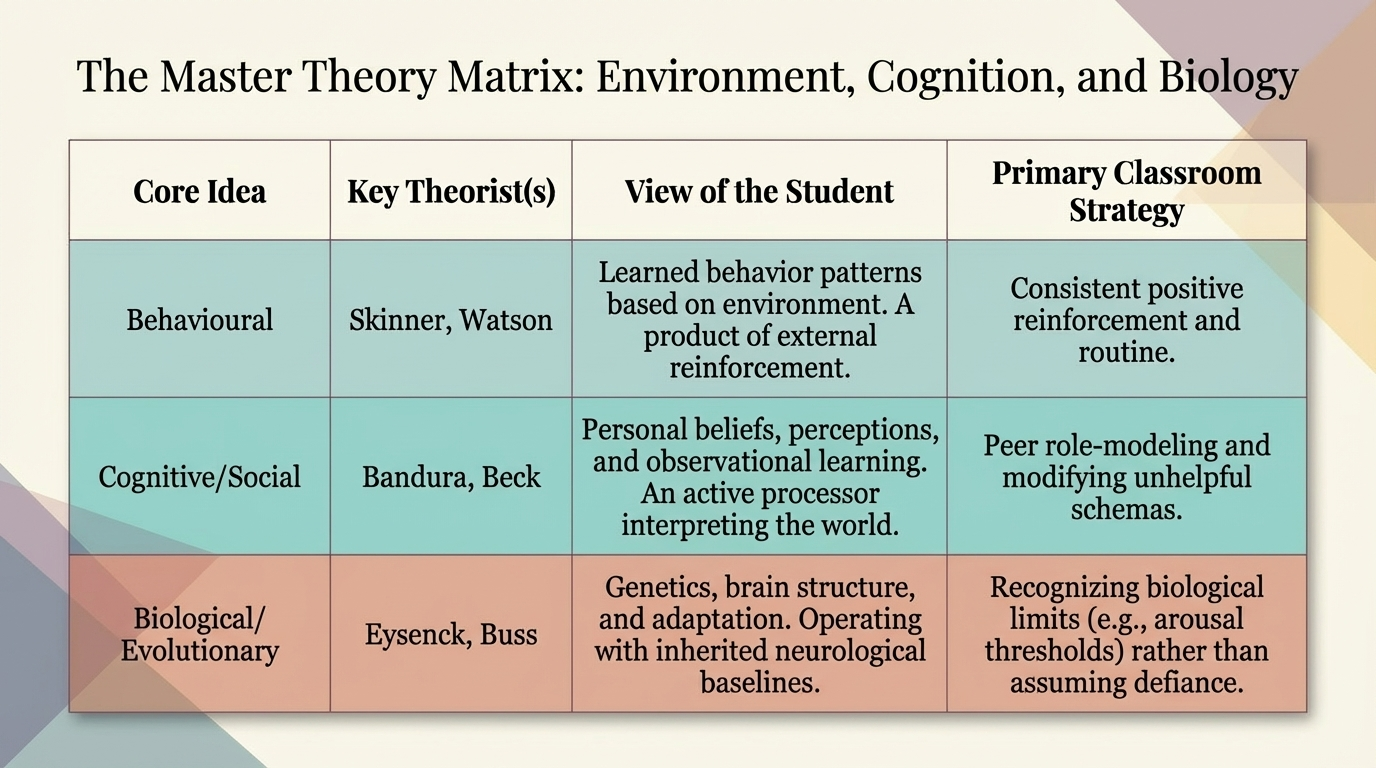 The Master Theory Matrix: Environment, Cognition, and Biology
Core Idea
Key Theorist(s)
View of the Student
Primary Classroom
Strategy
Behavioural
Skinner, Watson
Learned behavior patterns
based on environment. A
product of external
reinforcement.
Consistent positive
reinforcement and
routine.
Cognitive/Social
Bandura, Beck
Personal beliefs, perceptions,
and observational learning.
An active processor
interpreting the world.
Peer role-modeling and
modifying unhelpful
schemas.
Biological/
Evolutionary
Eysenck, Buss
Genetics, brain structure,
and adaptation. Operating
with inherited neurological
baselines.
Recognizing biological
limits (e.g., arousal
thresholds) rather than
assuming defiance.